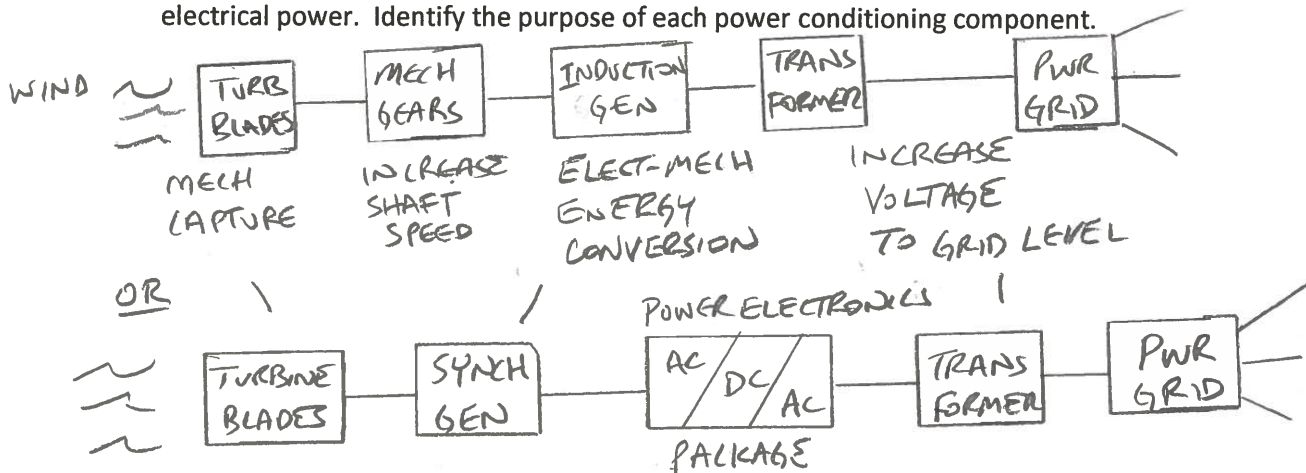 electrical power. Identify the purpose of each power conditioning component.
WIND
TURB
BLADES
MECH
GEARS
INDUCTION
GEN
TRANS
FORMER
PWR
GRID
MECH
CAPTURE
INCREASE
SHAFT
SPEED
ELECT-MECH
ENERGY
CONVERSION
INCREASE
VOLTAGE
TO GRID LEVEL
OR
POWER ELECTRONICS
TURBINE
BLADES
SYNCH
GEN
AC/DC/AC
TRANS
FORMER
PWR
GRID
PACKAGE